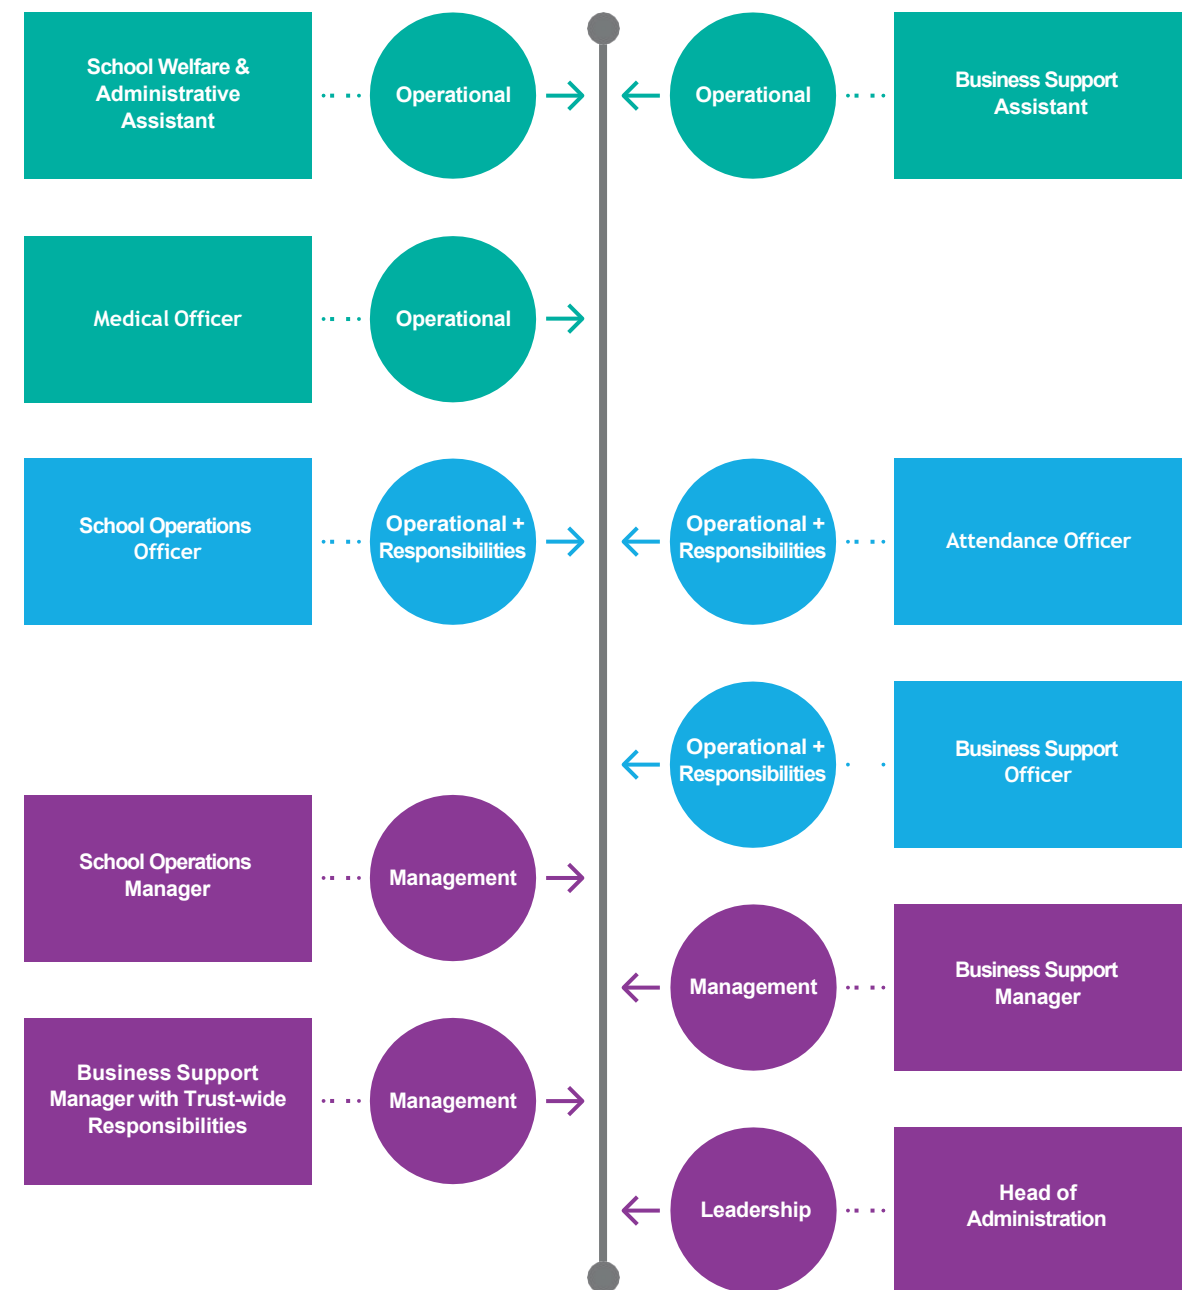 School Welfare &
Administrative
Assistant
Operational
Operational
Business Support
Assistant
Medical Officer
Operational
School Operations
Officer
Operational +
Responsibilities
Operational +
Responsibilities
Attendance Officer
Operational +
Responsibilities
Business Support
Officer
School Operations
Manager
Management
Management
Business Support
Manager
Business Support
Manager with Trust-wide
Responsibilities
Management
Leadership
Head of
Administration